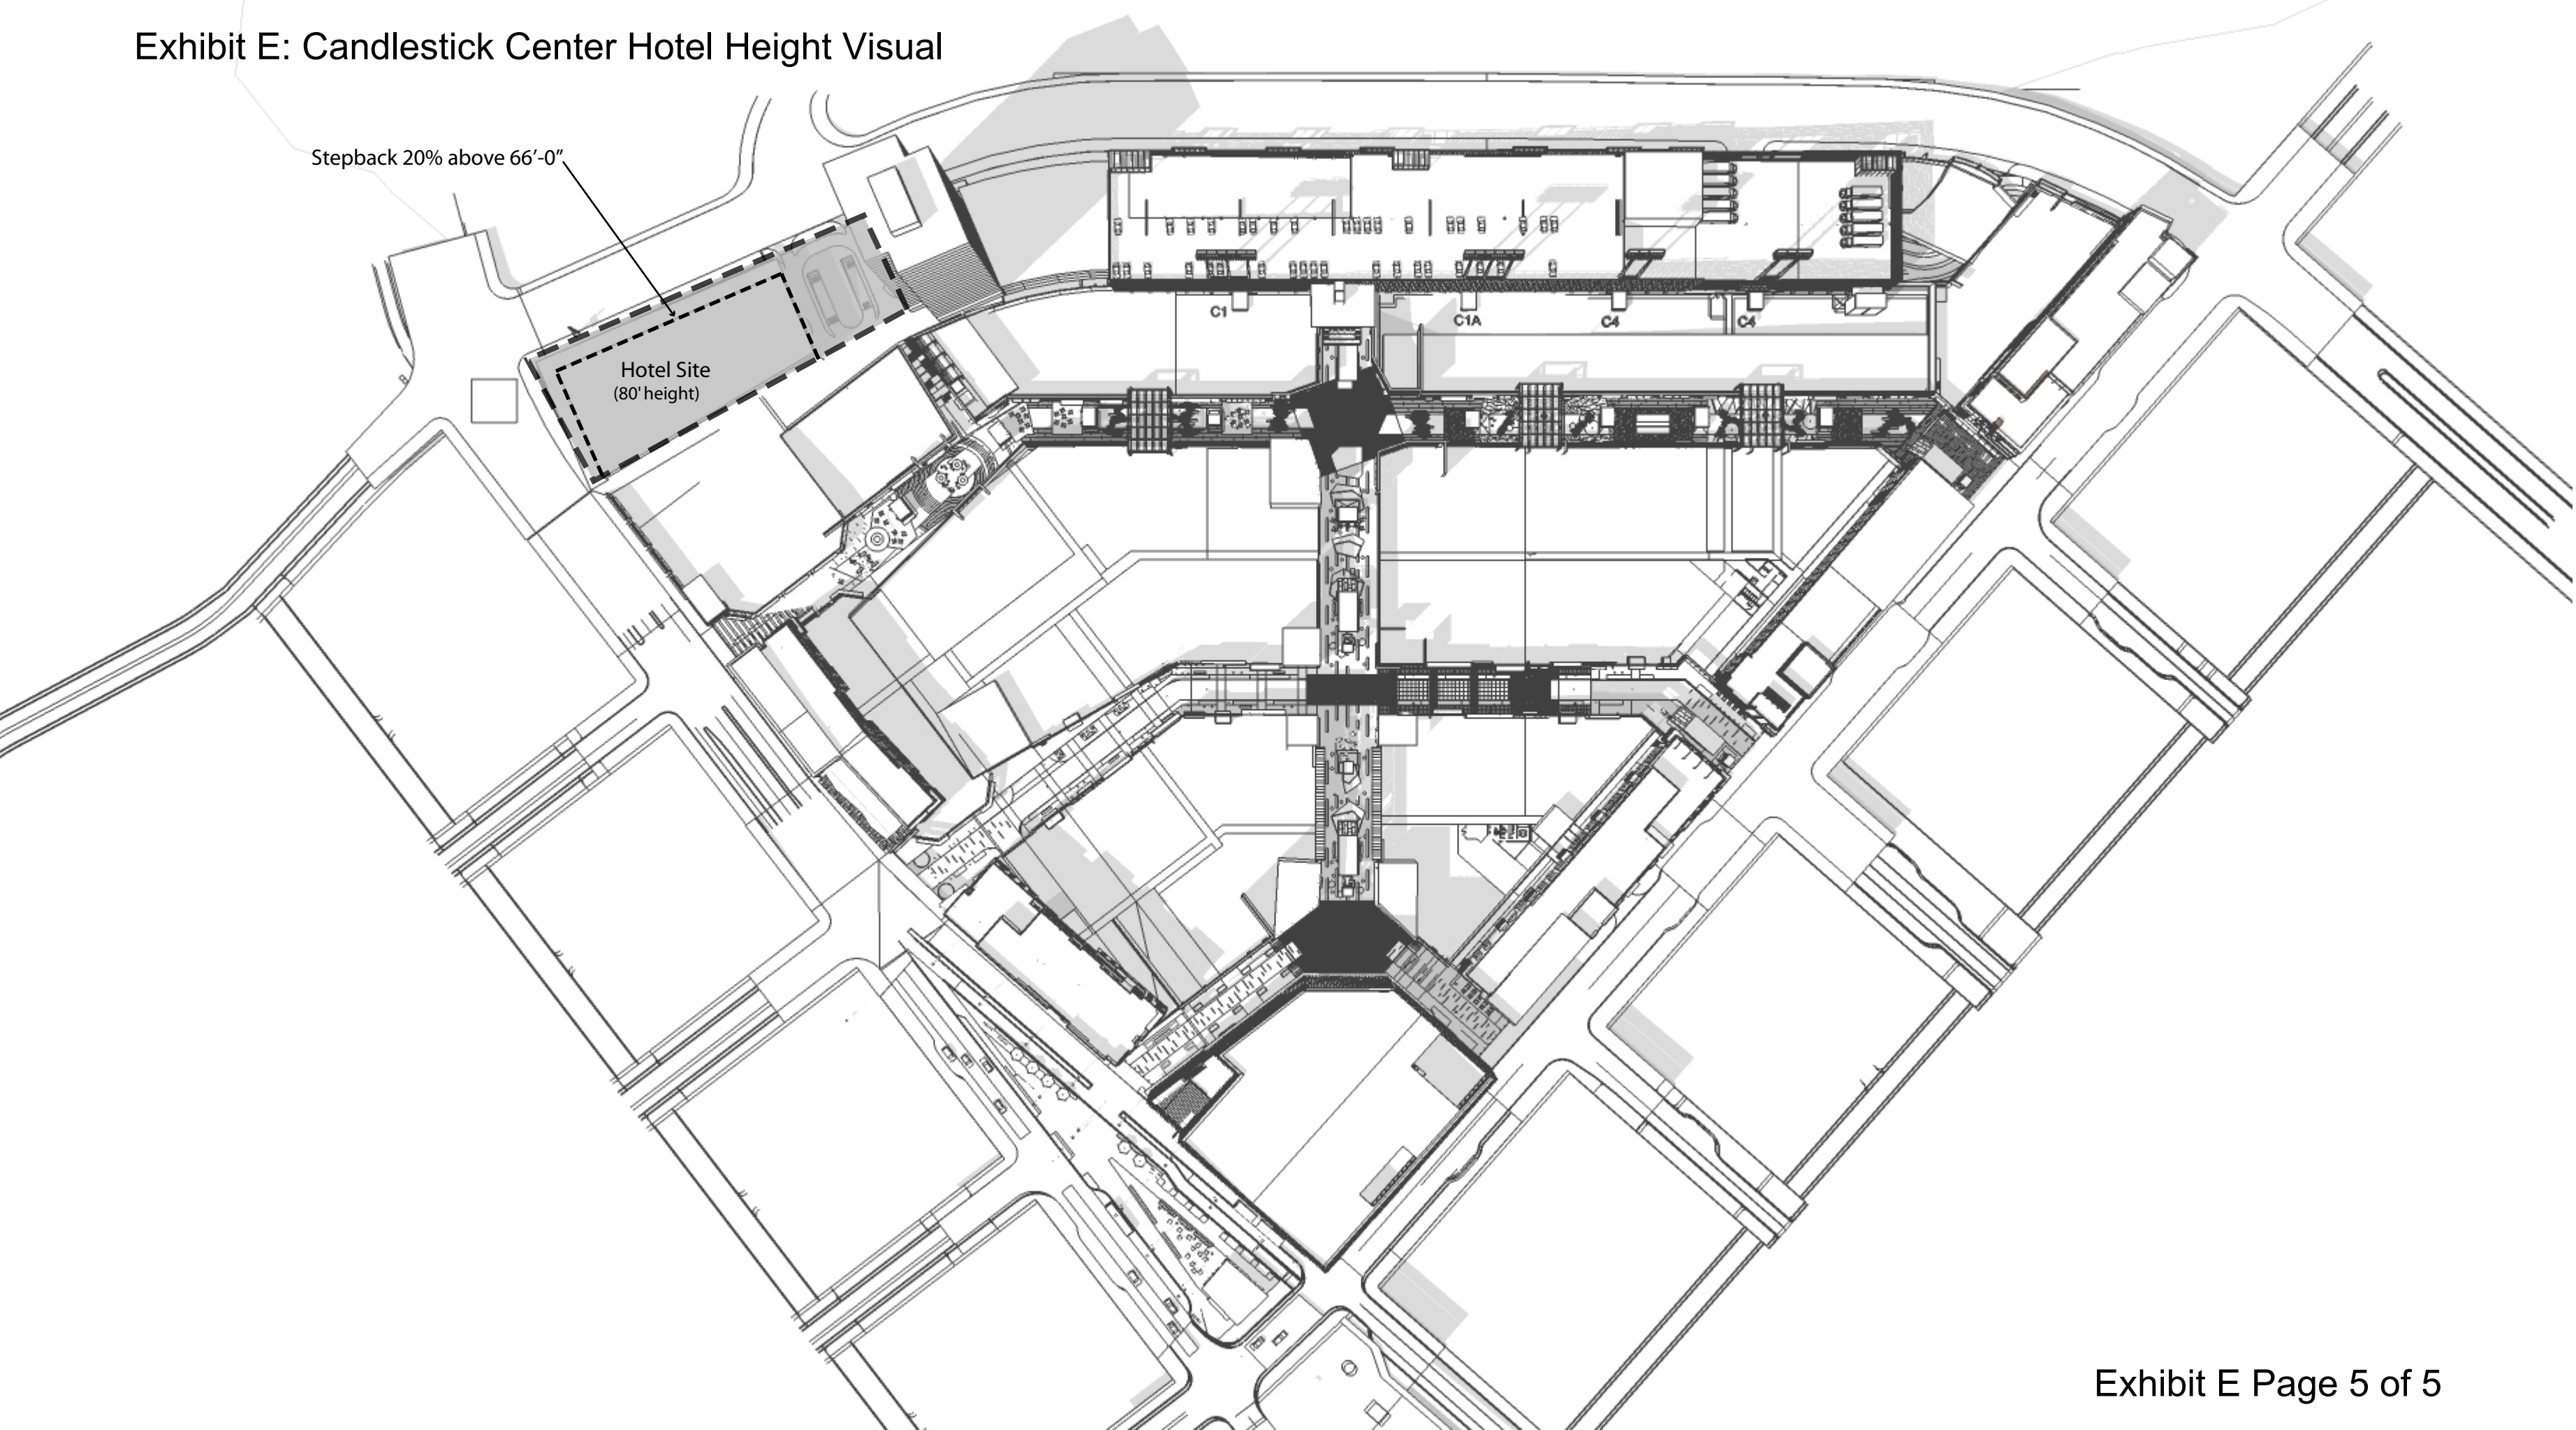 Exhibit E: Candlestick Center Hotel Height Visual
Stepback 20% above 66’-0”
Hotel Site
(80' height)
C1
C1A
C4
C4
Exhibit E Page 5 of 5